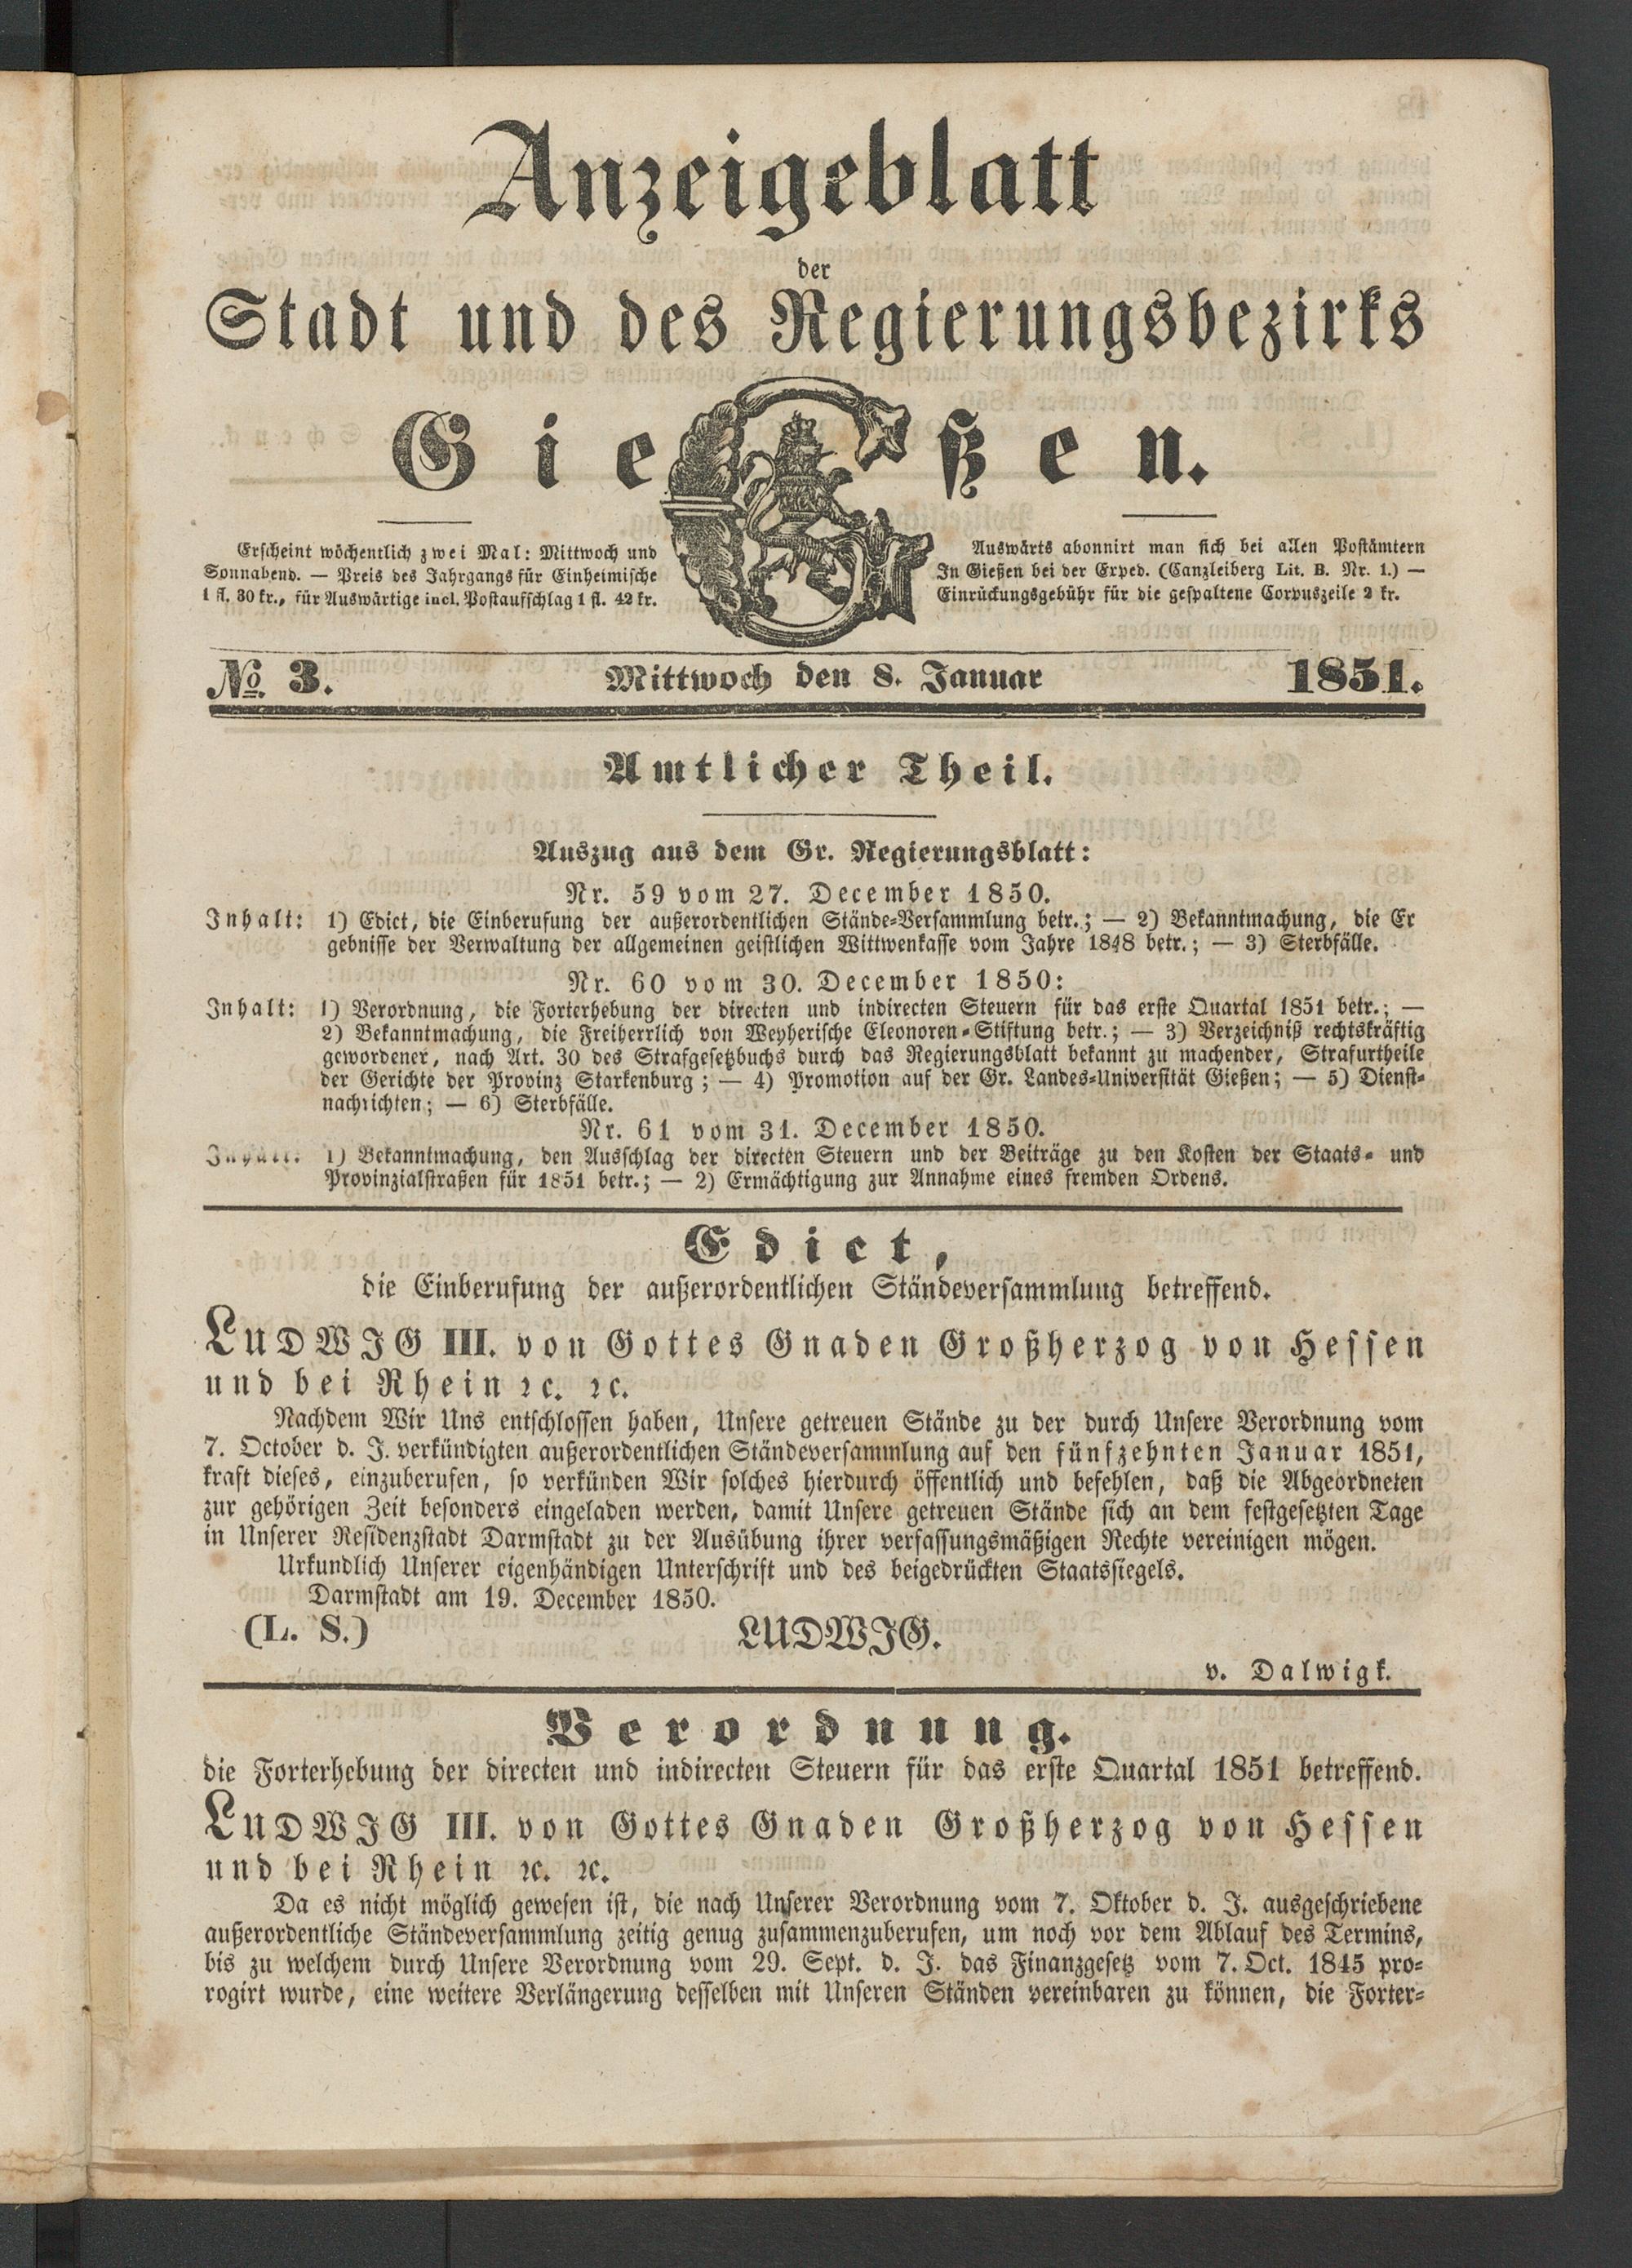 Anzeigeblatt
der
Stadt und des Regierungsbezirks
Gießen.
Erscheint wöchentlich zwei Mal: Mittwoch und
Sonnabend. — Preis des Jahrgangs für Einheimische
1 fl. 30 kr., für Auswärtige incl. Postaufschlag 1 fl. 42 kr.
Auswärts abonnirt man sich bei allen Postämtern
In Gießen bei der Exped. (Canzleiberg Lit. B. Nr. 1.) —
Einrückungsgebühr für die gespaltene Corpuszeile 2 kr.
No. 3. Mittwoch den 8. Januar 1851.
Amtlicher Theil.
Auszug aus dem Gr. Regierungsblatt:
Nr. 59 vom 27. December 1850.
Inhalt: 1) Edict, die Einberufung der außerordentlichen Stände-Versammlung betr.; — 2) Bekanntmachung, die Er
gebnisse der Verwaltung der allgemeinen geistlichen Wittwenkasse vom Jahre 1848 betr.; — 3) Sterbfälle.
Nr. 60 vom 30. December 1850:
Inhalt: 1) Verordnung, die Forterhebung der directen und indirecten Steuern für das erste Quartal 1851 betr.; —
2) Bekanntmachung, die Freiherrlich von Weyherische Eleonoren-Stiftung betr.; — 3) Verzeichniß rechtskräftig
gewordener, nach Art. 30 des Strafgesetzbuchs durch das Regierungsblatt bekannt zu machender, Strafurtheile
der Gerichte der Provinz Starkenburg; — 4) Promotion auf der Gr. Landes-Universität Gießen; — 5) Dienst-
nachrichten; — 6) Sterbfälle.
Nr. 61 vom 31. December 1850.
Inhalt: 1) Bekanntmachung, den Ausschlag der directen Steuern und der Beiträge zu den Kosten der Staats- und
Provinzialstraßen für 1851 betr.; — 2) Ermächtigung zur Annahme eines fremden Ordens.
Edict,
die Einberufung der außerordentlichen Ständeversammlung betreffend.
LUDWIG III. von Gottes Gnaden Großherzog von Hessen
und bei Rhein ꝛc. ꝛc.
Nachdem Wir Uns entschlossen haben, Unsere getreuen Stände zu der durch Unsere Verordnung vom
7. October d. J. verkündigten außerordentlichen Ständeversammlung auf den fünfzehnten Januar 1851,
kraft dieses, einzuberufen, so verkünden Wir solches hierdurch öffentlich und befehlen, daß die Abgeordneten
zur gehörigen Zeit besonders eingeladen werden, damit Unsere getreuen Stände sich an dem festgesetzten Tage
in Unserer Residenzstadt Darmstadt zu der Ausübung ihrer verfassungsmäßigen Rechte vereinigen mögen.
Urkundlich Unserer eigenhändigen Unterschrift und des beigedrückten Staatssiegels.
Darmstadt am 19. December 1850.
(L. S.) LUDWIG.
v. Dalwigk.
Verordnung.
die Forterhebung der directen und indirecten Steuern für das erste Quartal 1851 betreffend.
LUDWIG III. von Gottes Gnaden Großherzog von Hessen
und bei Rhein ꝛc. ꝛc.
Da es nicht möglich gewesen ist, die nach Unserer Verordnung vom 7. Oktober d. J. ausgeschriebene
außerordentliche Ständeversammlung zeitig genug zusammenzuberufen, um noch vor dem Ablauf des Termins,
bis zu welchem durch Unsere Verordnung vom 29. Sept. d. J. das Finanzgesetz vom 7. Oct. 1845 pro-
rogirt wurde, eine weitere Verlängerung desselben mit Unseren Ständen vereinbaren zu können, die Forter-